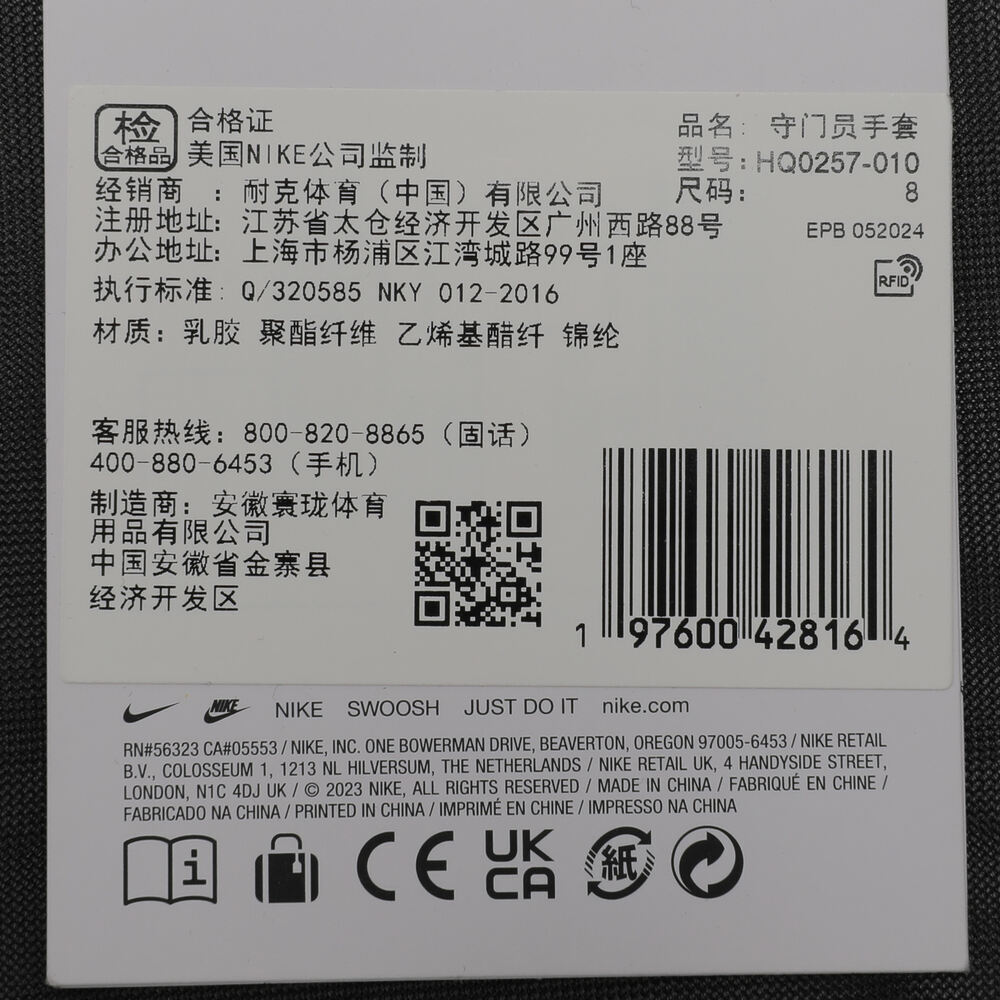 检
合格品
合格证
美国NIKE公司监制
品名: 守门员手套
型号: HQ0257-010
尺码: 8
EPB 052024
RFID
经销商 : 耐克体育（中国）有限公司
注册地址: 江苏省太仓经济开发区广州西路88号
办公地址: 上海市杨浦区江湾城路99号1座
执行标准: Q/320585 NKY 012-2016
材质: 乳胶 聚酯纤维 乙烯基醋纤 锦纶
客服热线: 800-820-8865（固话）
400-880-6453（手机）
制造商: 安徽寰珑体育
用品有限公司
中国安徽省金寨县
经济开发区
1 97600 42816 4
NIKE NIKE SWOOSH JUST DO IT nike.com
RN#56323 CA#05553 / NIKE, INC. ONE BOWERMAN DRIVE, BEAVERTON, OREGON 97005-6453 / NIKE RETAIL
B.V., COLOSSEUM 1, 1213 NL HILVERSUM, THE NETHERLANDS / NIKE RETAIL UK, 4 HANDYSIDE STREET,
LONDON, N1C 4DJ UK / © 2023 NIKE, ALL RIGHTS RESERVED / MADE IN CHINA / FABRIQUÉ EN CHINE /
FABRICADO NA CHINA / PRINTED IN CHINA / IMPRIMÉ EN CHINE / IMPRESSO NA CHINA
i CE UK CA 紙